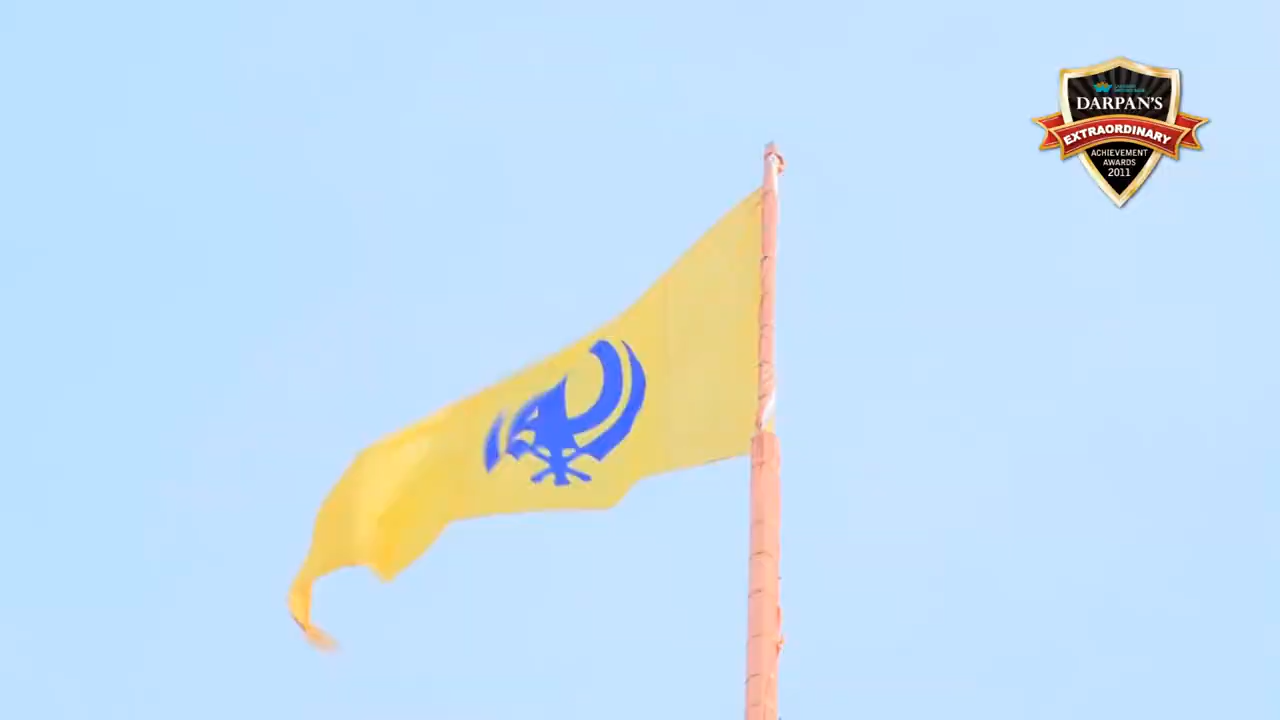 DARPAN'S
EXTRAORDINARY
ACHIEVEMENT
AWARDS
2011